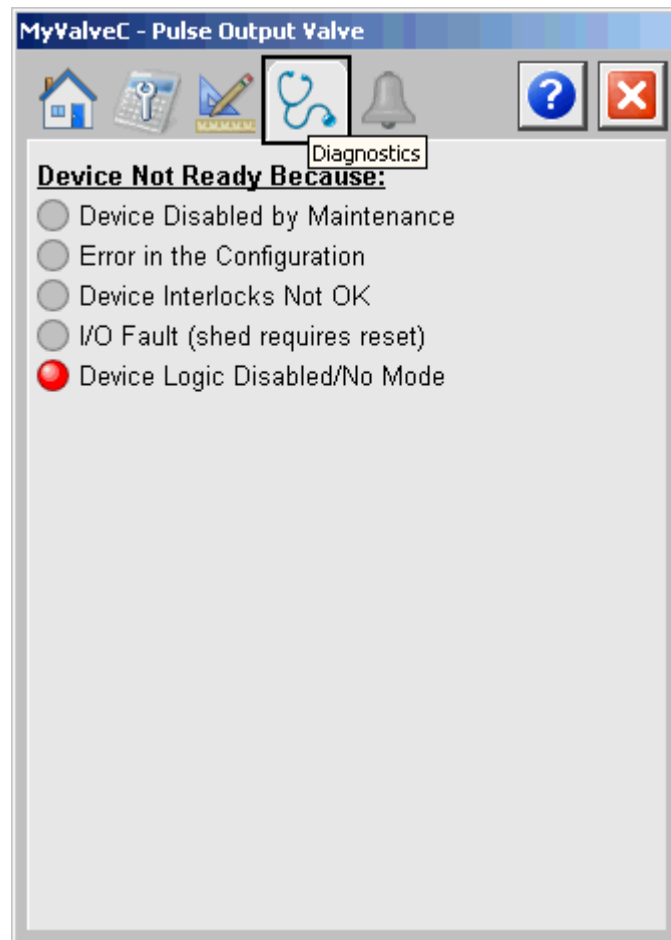 MyValveC - Pulse Output Valve
?
Diagnostics
Device Not Ready Because:
Device Disabled by Maintenance
Error in the Configuration
Device Interlocks Not OK
I/O Fault (shed requires reset)
Device Logic Disabled/No Mode